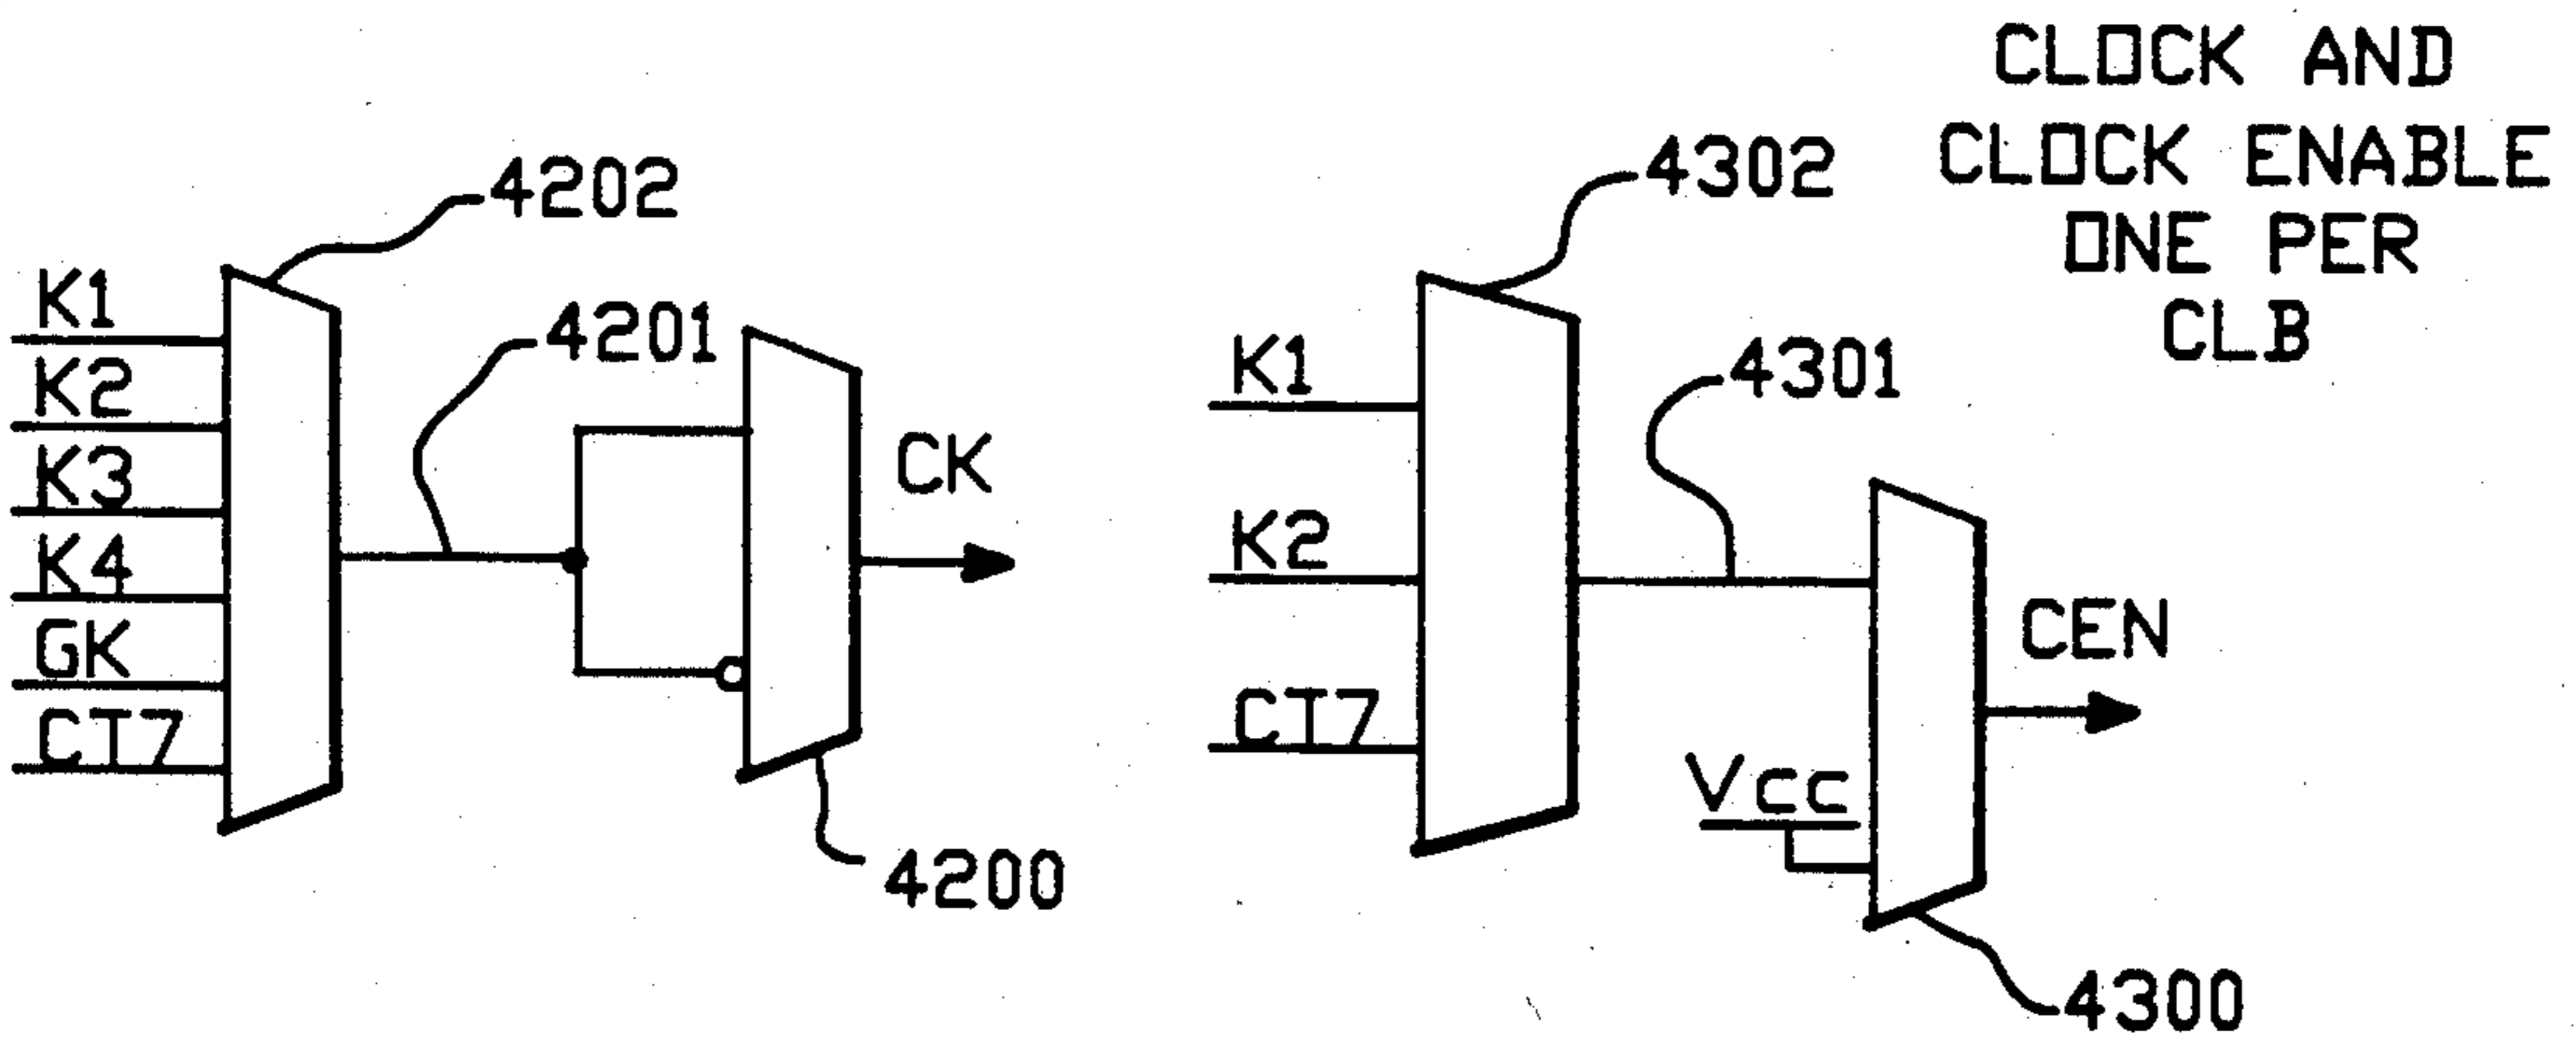 CLOCK AND
CLOCK ENABLE
ONE PER
CLB
4202
K1
K2
K3
K4
GK
CT7
4201
CK
4200
4302
K1
K2
CT7
4301
Vcc
CEN
4300